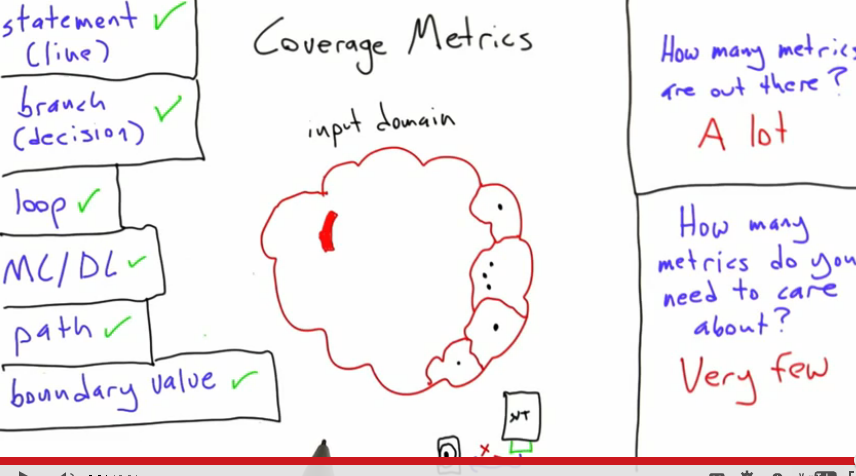 Coverage Metrics
statement
(line)
branch
(decision)
loop
MC/DC
path
boundary value
input domain
How many metrics
are out there?
A lot
How many
metrics do you
need to care
about?
Very few